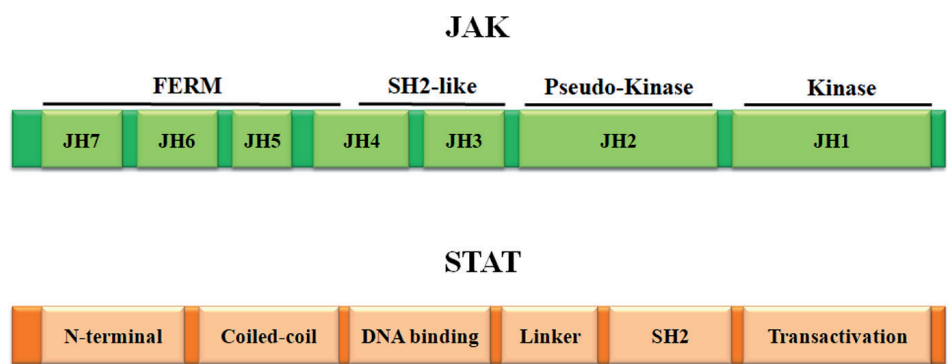 JAK
FERM SH2-like Pseudo-Kinase Kinase
JH7 JH6 JH5 JH4 JH3 JH2 JH1
STAT
N-terminal Coiled-coil DNA binding Linker SH2 Transactivation